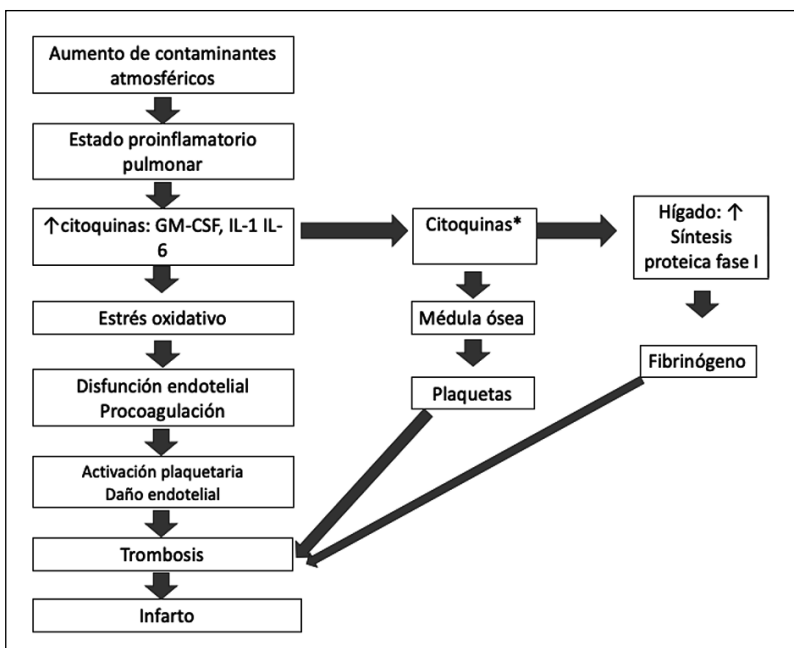 Aumento de contaminantes
atmosféricos
Estado proinflamatorio
pulmonar
↑citoquinas: GM-CSF, IL-1 IL-
6
Estrés oxidativo
Disfunción endotelial
Procoagulación
Activación plaquetaria
Daño endotelial
Trombosis
Infarto
Citoquinas*
Médula ósea
Plaquetas
Hígado: ↑
Síntesis
proteica fase I
Fibrinógeno